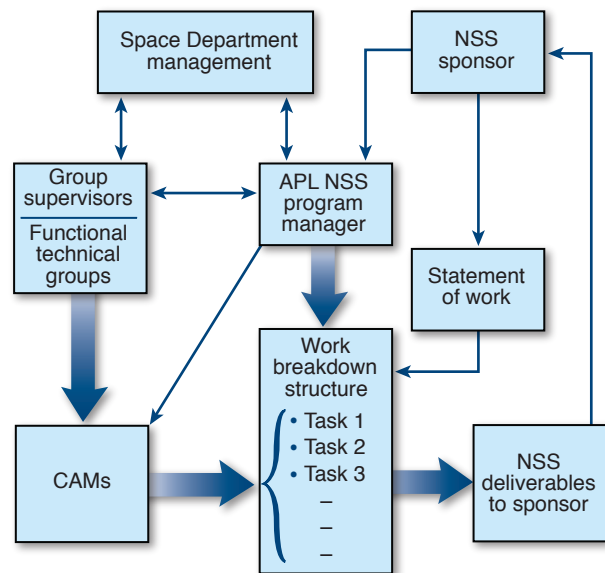 Space Department
management
NSS
sponsor
Group
supervisors
Functional
technical
groups
APL NSS
program
manager
Statement
of work
Work
breakdown
structure
• Task 1
• Task 2
• Task 3
–
–
–
CAMs
NSS
deliverables
to sponsor